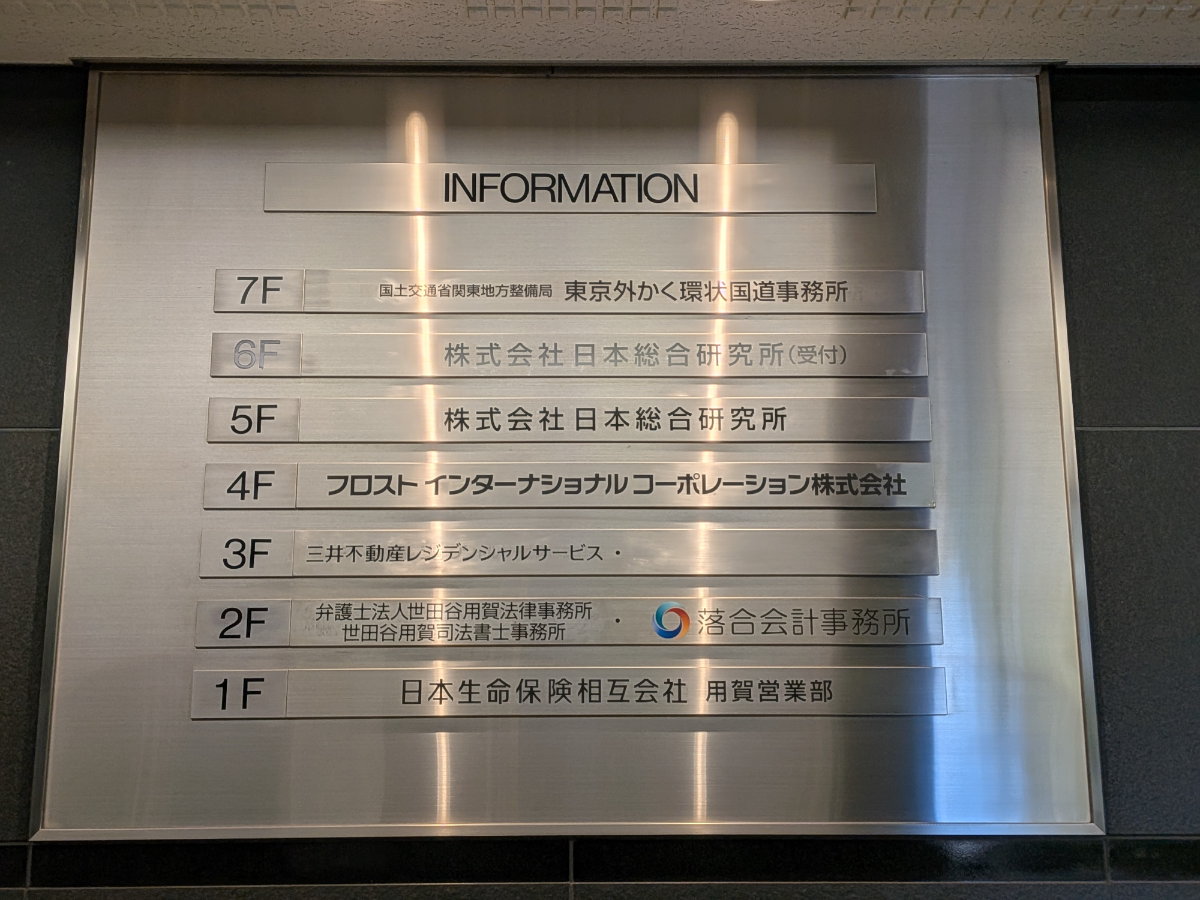 INFORMATION
7F 国土交通省関東地方整備局 東京外かく環状国道事務所
6F 株式会社 日本総合研究所(受付)
5F 株式会社 日本総合研究所
4F フロスト インターナショナル コーポレーション株式会社
3F 三井不動産レジデンシャルサービス・
2F 弁護士法人世田谷用賀法律事務所 ・ 落合会計事務所
世田谷用賀司法書士事務所
1F 日本生命保険相互会社 用賀営業部